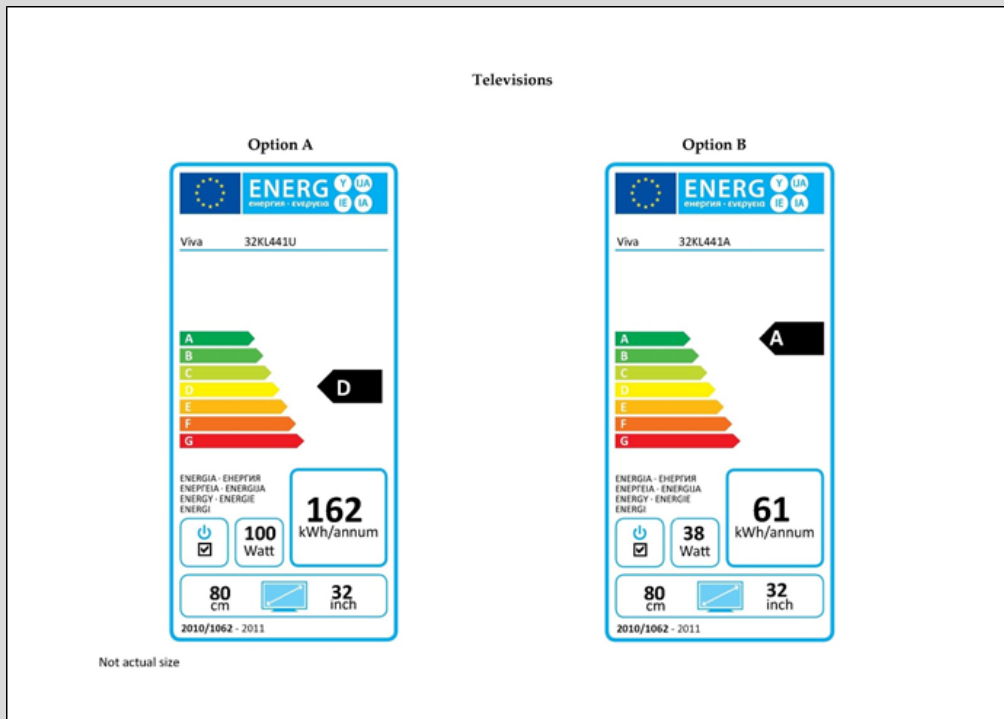 Televisions
Option A
ENERG Y UA
енергия · ενεργεια IE IA
Viva 32KL441U
A
B
C
D
E
F
G
D
ENERGIA · ЕНЕРГИЯ
ΕΝΕΡΓΕΙΑ · ENERGIJA
ENERGY · ENERGIE
ENERGI
162
kWh/annum
100
Watt
80
cm
32
inch
2010/1062 - 2011
Option B
ENERG Y UA
енергия · ενεργεια IE IA
Viva 32KL441A
A
B
C
D
E
F
G
A
ENERGIA · ЕНЕРГИЯ
ΕΝΕΡΓΕΙΑ · ENERGIJA
ENERGY · ENERGIE
ENERGI
61
kWh/annum
38
Watt
80
cm
32
inch
2010/1062 - 2011
Not actual size